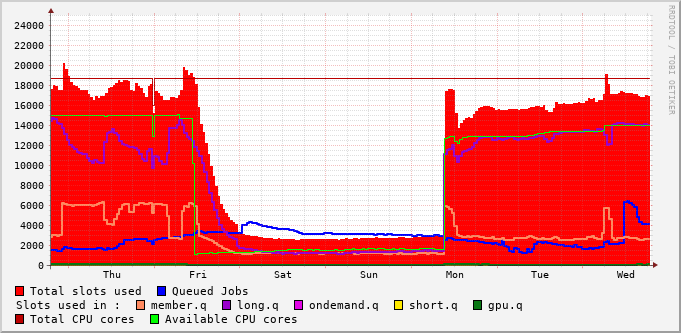 24000
22000
20000
18000
16000
14000
12000
10000
8000
6000
4000
2000
0
Thu Fri Sat Sun Mon Tue Wed
RRDTOOL / TOBI OETIKER
Total slots used Queued Jobs
Slots used in : member.q long.q ondemand.q short.q gpu.q
Total CPU cores Available CPU cores